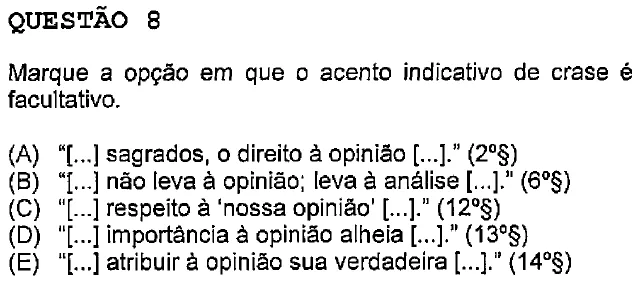 QUESTÃO 8
Marque a opção em que o acento indicativo de crase é
facultativo.
(A) "[...] sagrados, o direito à opinião [...]." (2º§)
(B) "[...] não leva à opinião; leva à análise [...]." (6º§)
(C) "[...] respeito à 'nossa opinião' [...]." (12º§)
(D) "[...] importância à opinião alheia [...]." (13º§)
(E) "[...] atribuir à opinião sua verdadeira [...]." (14º§)